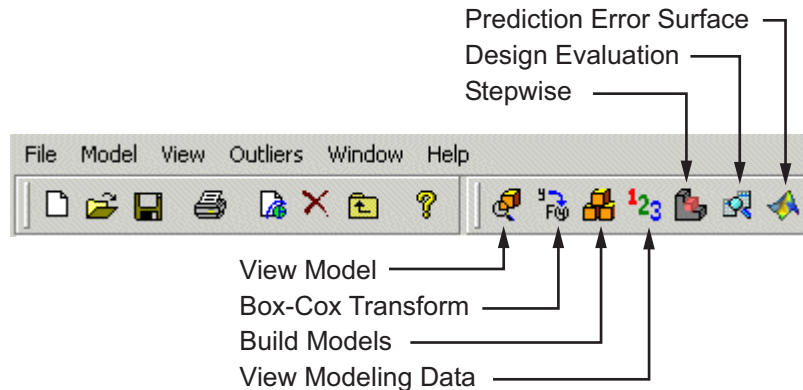 Prediction Error Surface
Design Evaluation
Stepwise
File Model View Outliers Window Help
? y F(y) 123
View Model
Box-Cox Transform
Build Models
View Modeling Data